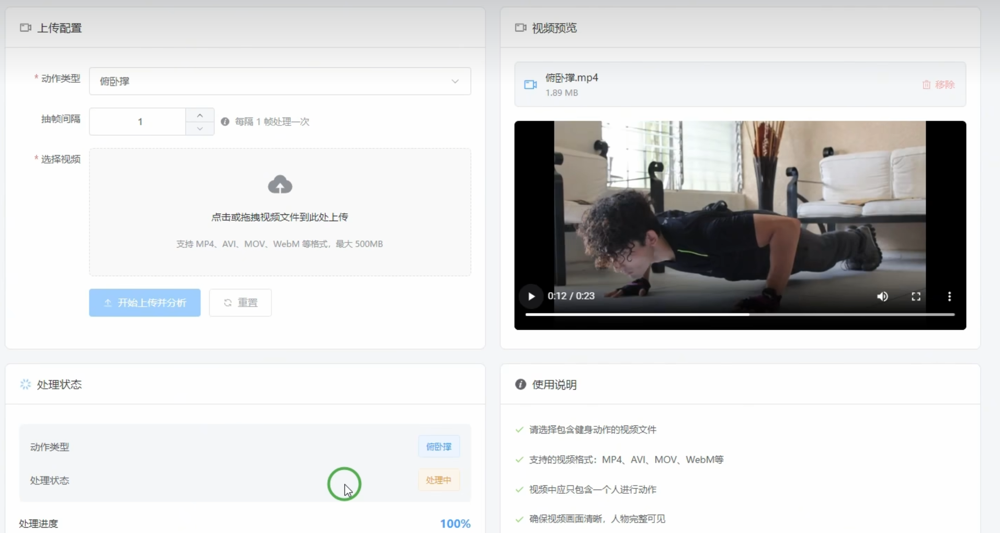 上传配置
* 动作类型
俯卧撑
抽帧间隔
1
每隔 1 帧处理一次
* 选择视频
点击或拖拽视频文件到此处上传
支持 MP4、AVI、MOV、WebM 等格式，最大 500MB
开始上传并分析
重置
视频预览
俯卧撑.mp4
1.89 MB
移除
0:12 / 0:23
处理状态
动作类型
俯卧撑
处理状态
处理中
处理进度
100%
使用说明
请选择包含健身动作的视频文件
支持的视频格式：MP4、AVI、MOV、WebM等
视频中应只包含一个人进行动作
确保视频画面清晰，人物完整可见